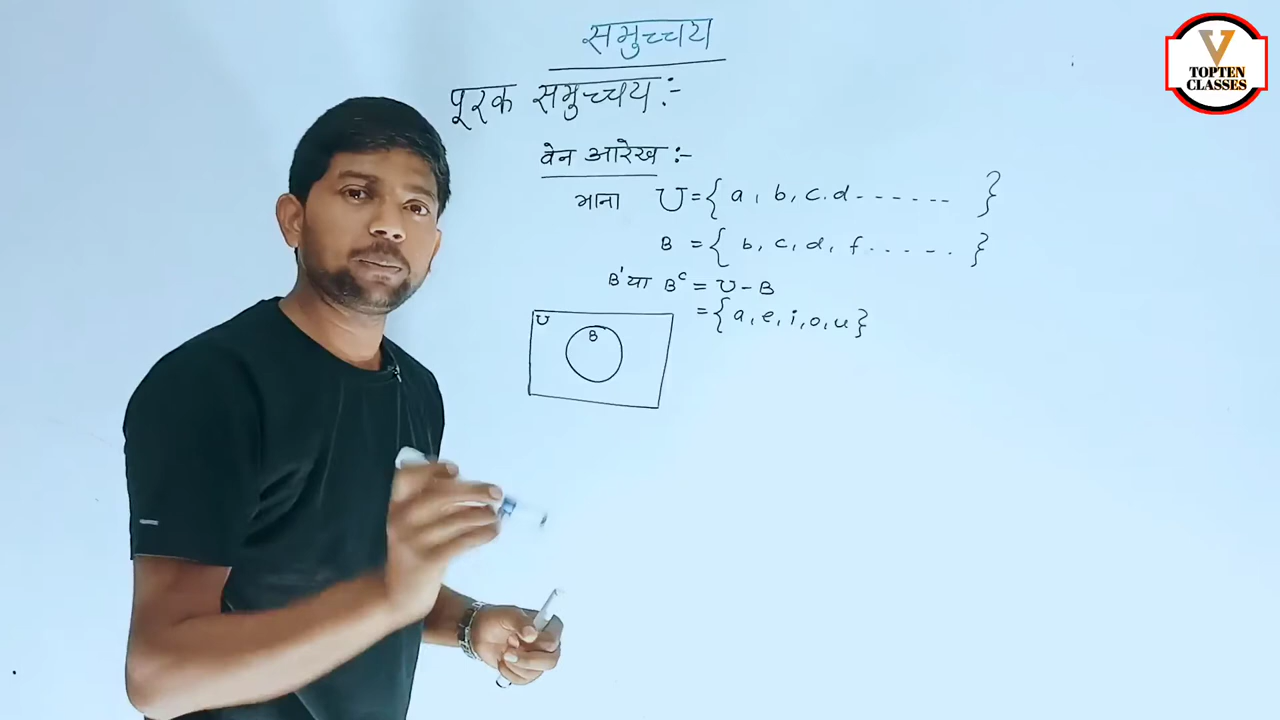 समुच्चय
पूरक समुच्चय :-
वेन आरेख :-
माना U = { a, b, c. d - - - - - - - }
B = { b, c, d, f - - - - - . }
B' या B^c = U - B
= { a, e, i, o, u }
U
B
V
TOPTEN
CLASSES